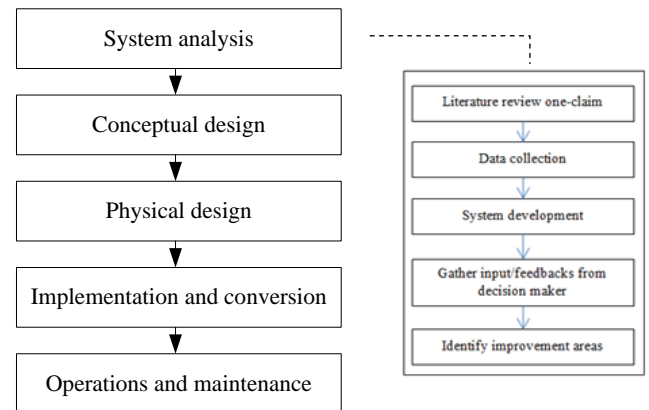 System analysis
Conceptual design
Physical design
Implementation and conversion
Operations and maintenance
Literature review one-claim
Data collection
System development
Gather input/feedbacks from
decision maker
Identify improvement areas